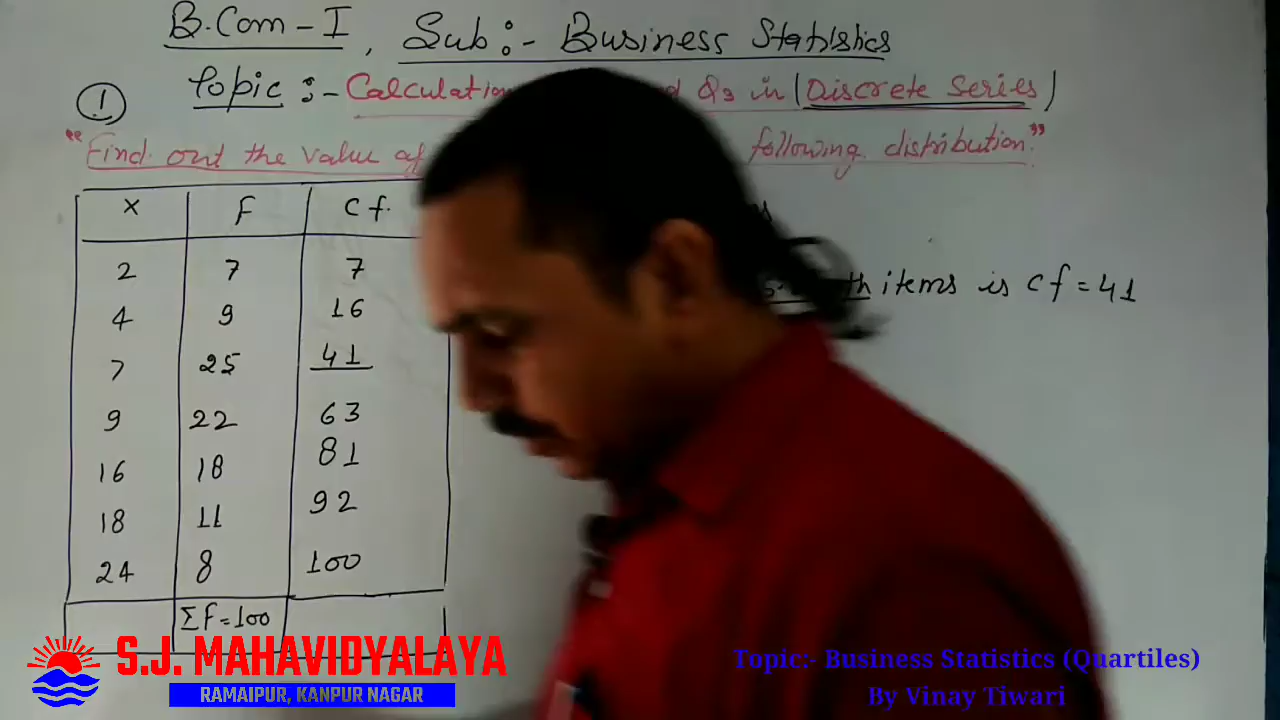 B.Com-I, Sub:- Business Statistics
① Topic:- Calculation Q3 in (Discrete Series)
"Find out the value of following distribution."
X F Cf.
2 7 7
4 9 16
7 25 41
9 22 63
16 18 81
18 11 92
24 8 100
ΣF=100
th items is cf=41
S.J. MAHAVIDYALAYA
RAMAIPUR, KANPUR NAGAR
Topic:- Business Statistics (Quartiles)
By Vinay Tiwari